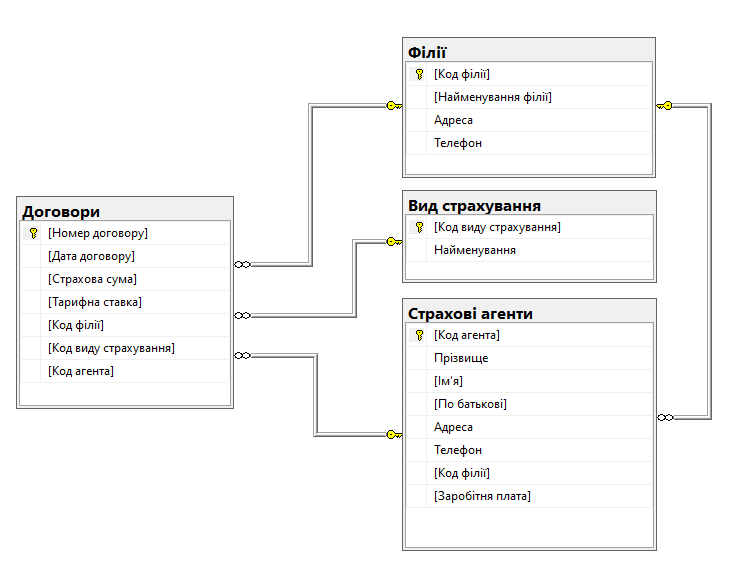 Філії
[Код філії]
[Найменування філії]
Адреса
Телефон
Договори
[Номер договору]
[Дата договору]
[Страхова сума]
[Тарифна ставка]
[Код філії]
[Код виду страхування]
[Код агента]
Вид страхування
[Код виду страхування]
Найменування
Страхові агенти
[Код агента]
Прізвище
[Ім'я]
[По батькові]
Адреса
Телефон
[Код філії]
[Заробітня плата]